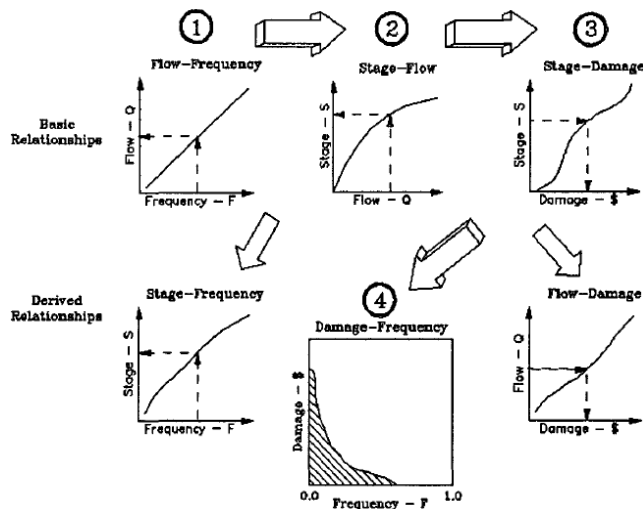 1
2
3
Flow-Frequency
Stage-Flow
Stage-Damage
Basic
Relationships
Flow - Q
Frequency - F
Stage - S
Flow - Q
Stage - S
Damage - $
Derived
Relationships
Stage-Frequency
4
Damage-Frequency
Flow-Damage
Stage - S
Frequency - F
Damage - $
0.0
1.0
Frequency - F
Flow - Q
Damage - $